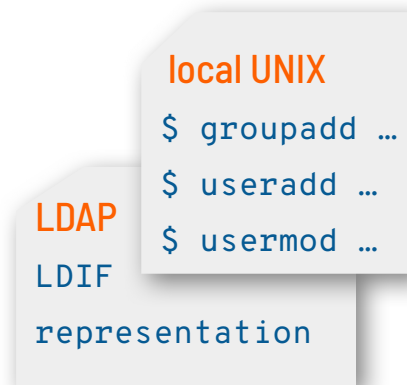 local UNIX
$ groupadd …
$ useradd …
$ usermod …
LDAP
LDIF
representation